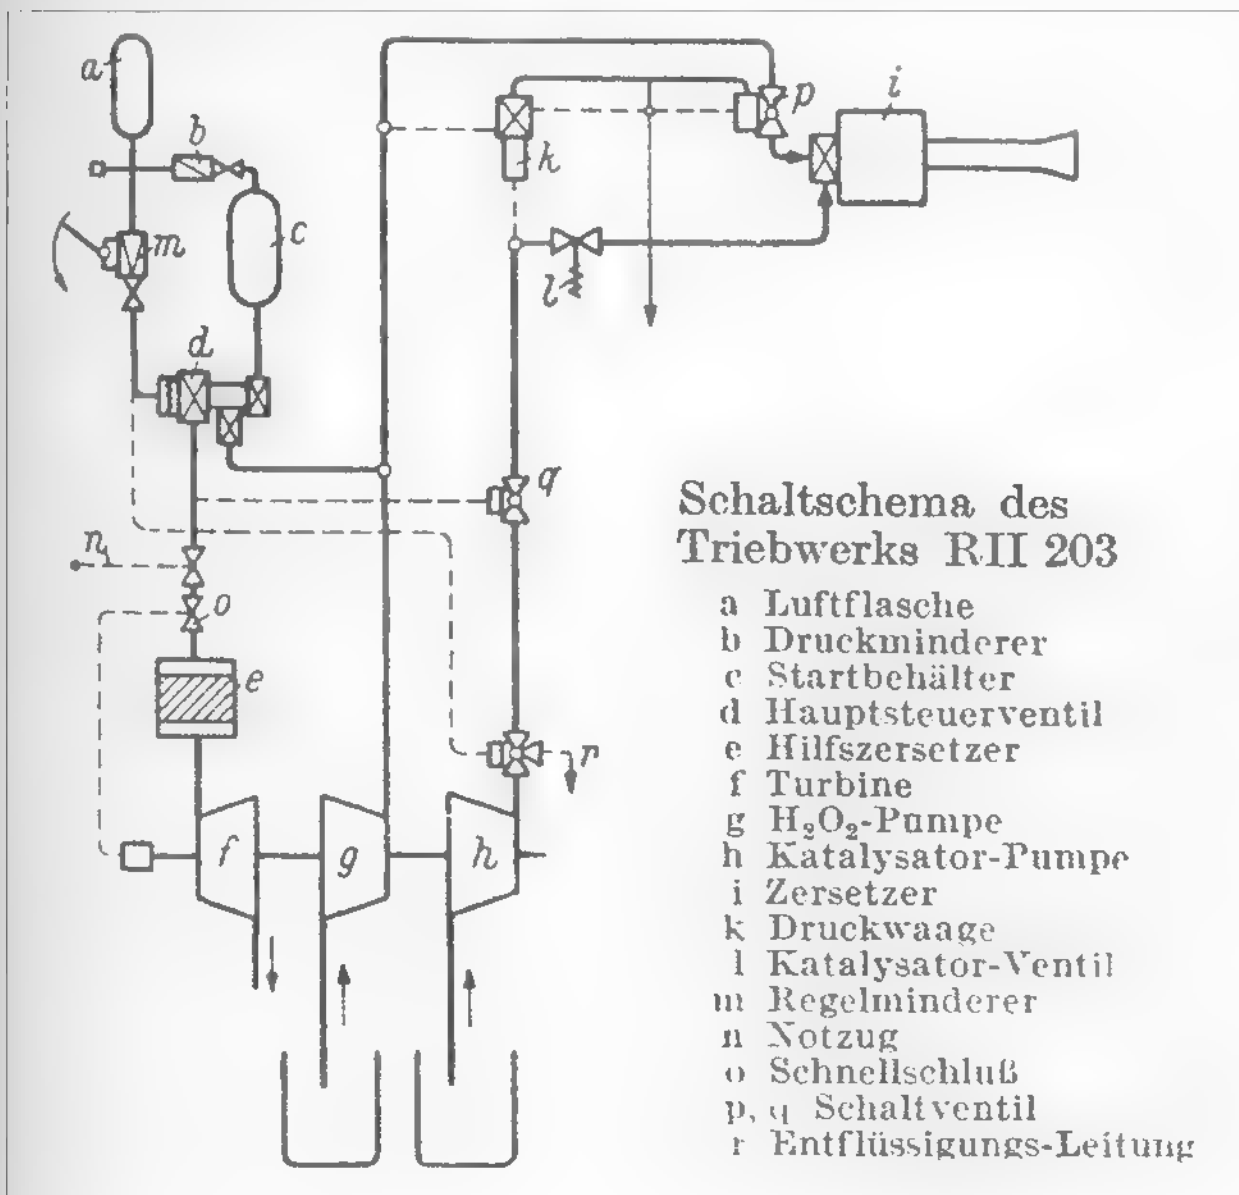 a
b
c
m
d
n
o
e
f
g
h
k
l
p
i
q
r
Schaltschema des
Triebwerks RII 203
a Luftflasche
b Druckminderer
c Startbehälter
d Hauptsteuerventil
e Hilfszersetzer
f Turbine
g H₂O₂-Pumpe
h Katalysator-Pumpe
i Zersetzer
k Druckwaage
l Katalysator-Ventil
m Regelminderer
n Notzug
o Schnellschluß
p, q Schaltventil
r Entflüssigungs-Leitung